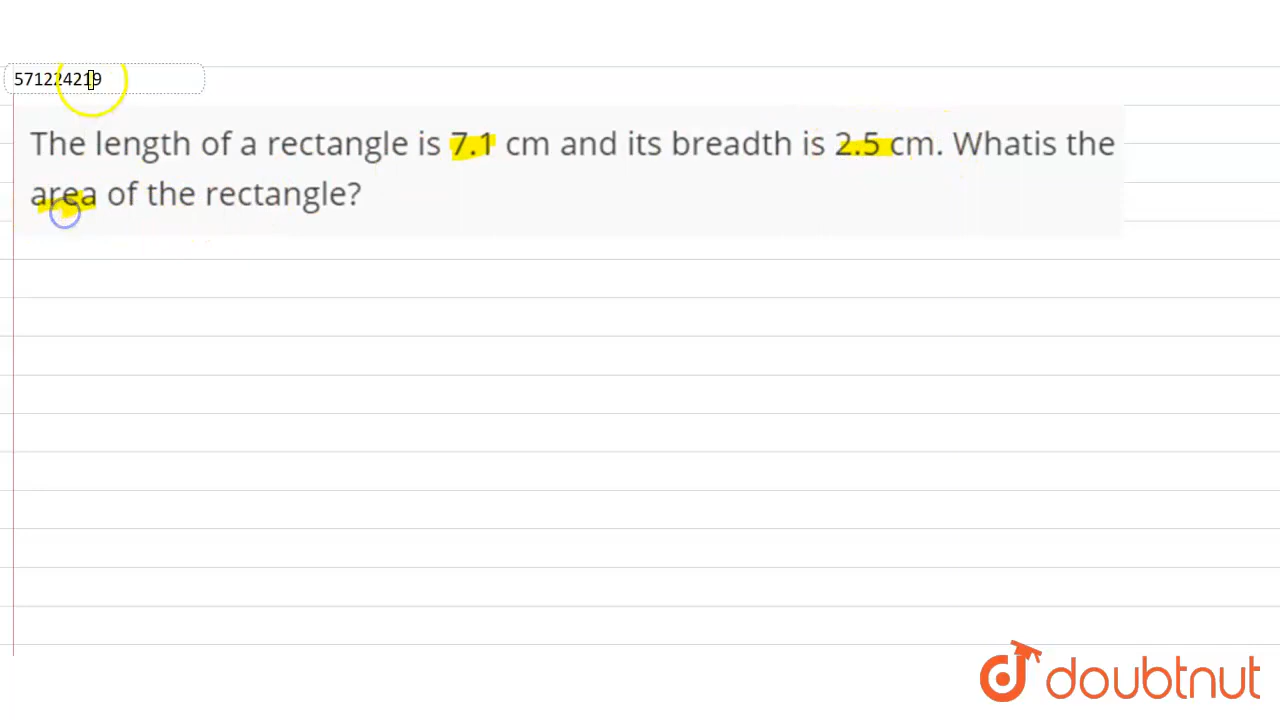 571224219
The length of a rectangle is 7.1 cm and its breadth is 2.5 cm. Whatis the
area of the rectangle?
doubtnut